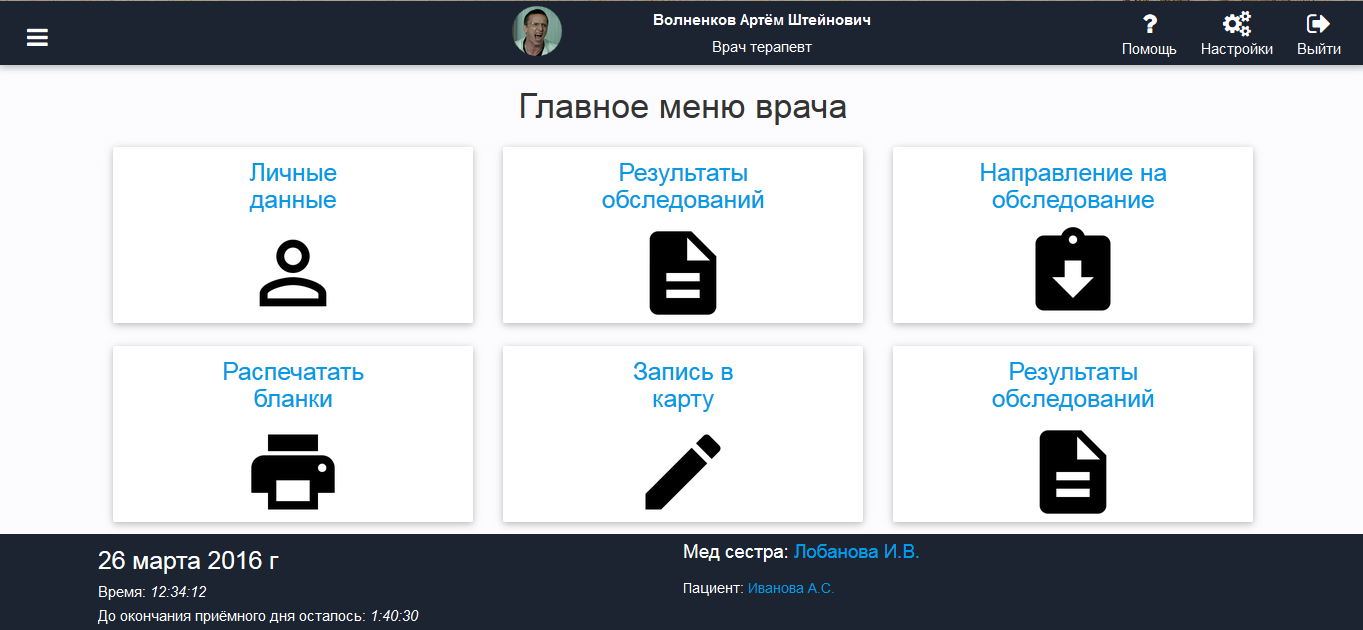 Волненков Артём Штейнович
Врач терапевт
Помощь
Настройки
Выйти
Главное меню врача
Личные
данные
Результаты
обследований
Направление на
обследование
Распечатать
бланки
Запись в
карту
Результаты
обследований
26 марта 2016 г
Время: 12:34:12
До окончания приёмного дня осталось: 1:40:30
Мед сестра: Лобанова И.В.
Пациент: Иванова А.С.